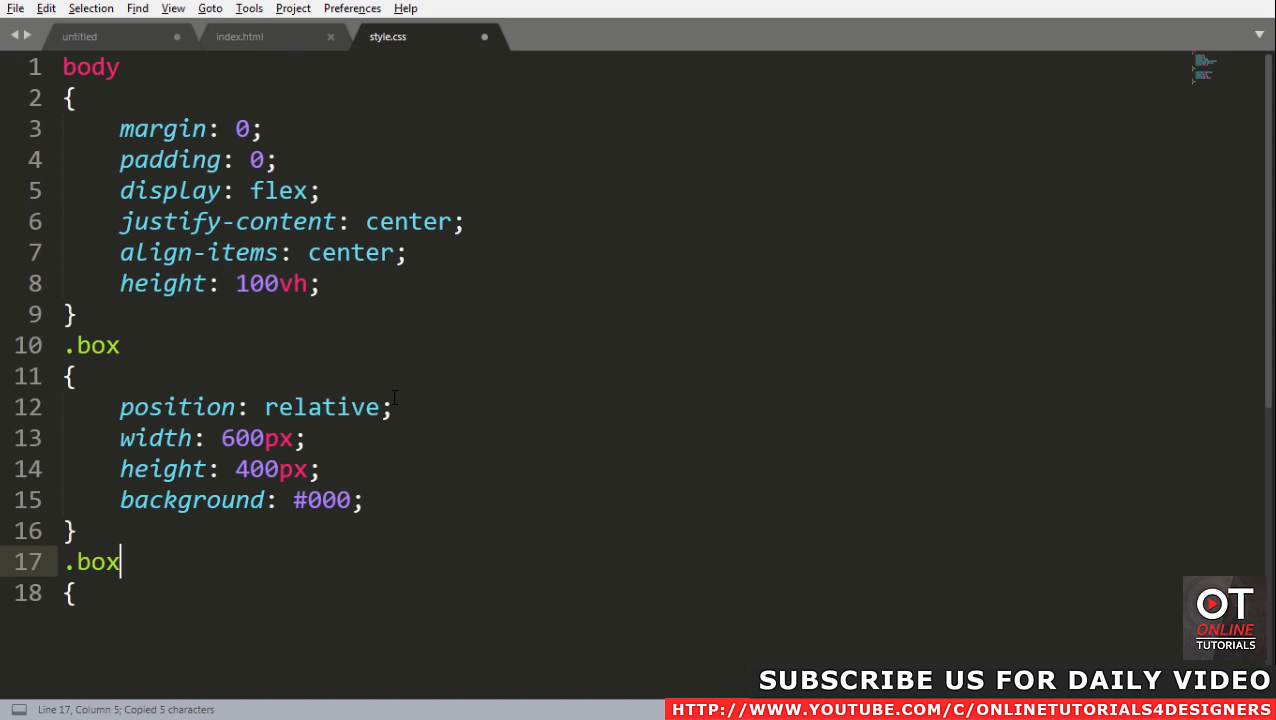 File Edit Selection Find View Goto Tools Project Preferences Help
untitled index.html style.css
1 body
2 {
3 margin: 0;
4 padding: 0;
5 display: flex;
6 justify-content: center;
7 align-items: center;
8 height: 100vh;
9 }
10 .box
11 {
12 position: relative;
13 width: 600px;
14 height: 400px;
15 background: #000;
16 }
17 .box
18 {
OT
ONLINE
TUTORIALS
SUBSCRIBE US FOR DAILY VIDEO
Line 17, Column 5; Copied 5 characters
HTTP://WWW.YOUTUBE.COM/C/ONLINETUTORIALS4DESIGNERS